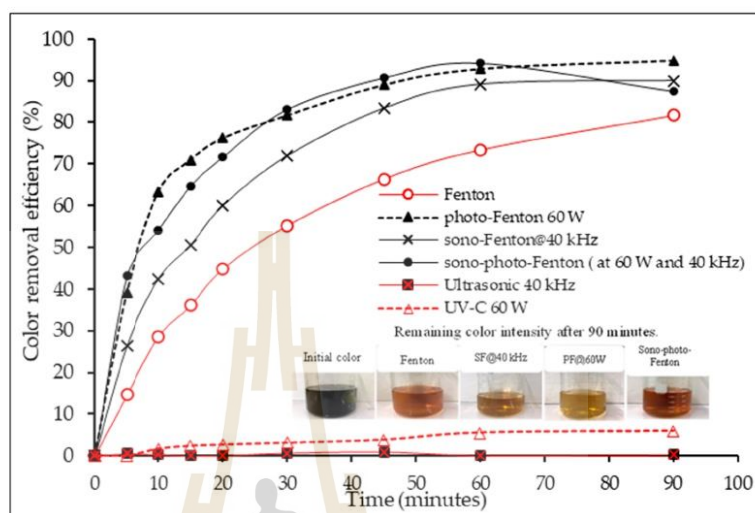 Color removal effciency (%)
100
90
80
70
60
50
40
30
20
10
0
Fenton
photo-Fenton 60 W
sono-Fenton@40 kHz
sono-photo-Fenton ( at 60 W and 40 kHz)
Ultrasonic 40 kHz
UV-C 60 W
Remaining color intensity after 90 minutes.
Initial color Fenton SF@40 kHz PF@60W Sono-photo-
Fenton
0 10 20 30 40 50 60 70 80 90 100
Time (minutes)